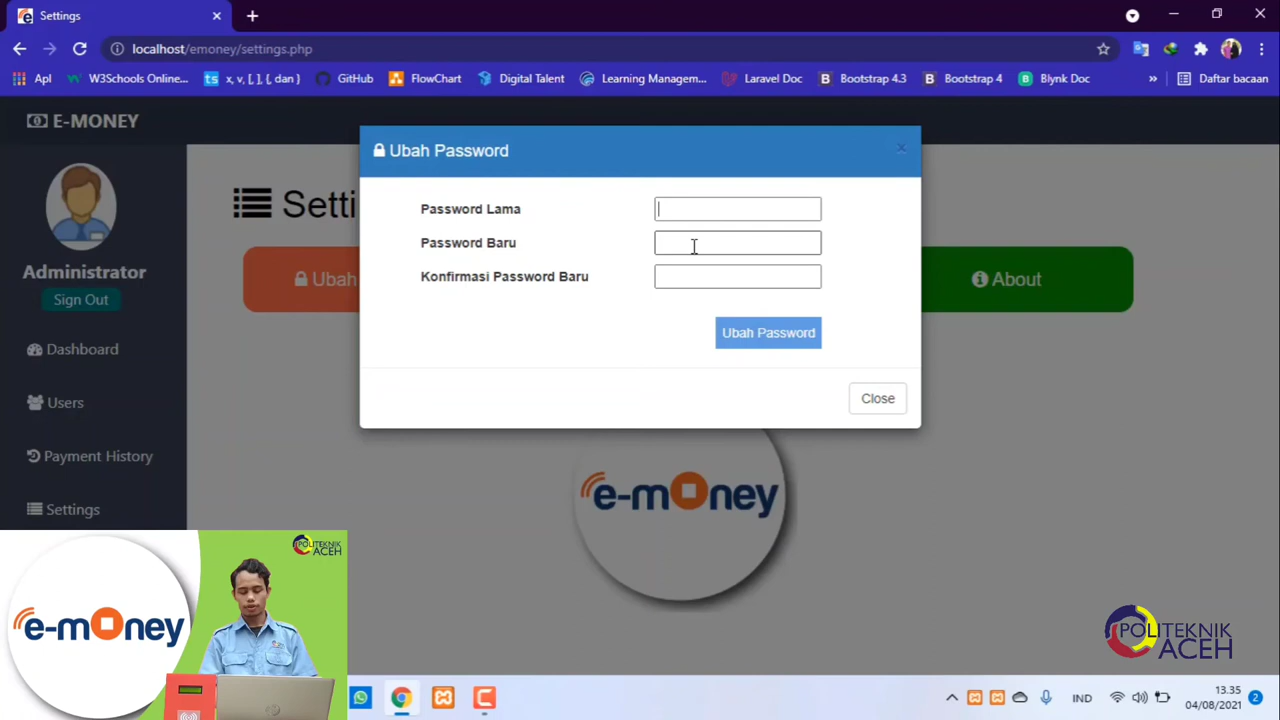 Settings
localhost/emoney/settings.php
Apl
W3Schools Online...
ts
x, v, [, ], { dan }
GitHub
FlowChart
Digital Talent
Learning Managem...
Laravel Doc
B
Bootstrap 4.3
B
Bootstrap 4
B
Blynk Doc
»
Daftar bacaan
E-MONEY
Ubah Password
Password Lama
Password Baru
Konfirmasi Password Baru
Ubah Password
Close
Setti
Ubah
About
Administrator
Sign Out
Dashboard
Users
Payment History
Settings
e-money
POLITEKNIK
ACEH
e-money
POLITEKNIK
ACEH
IND
13.35
04/08/2021
2